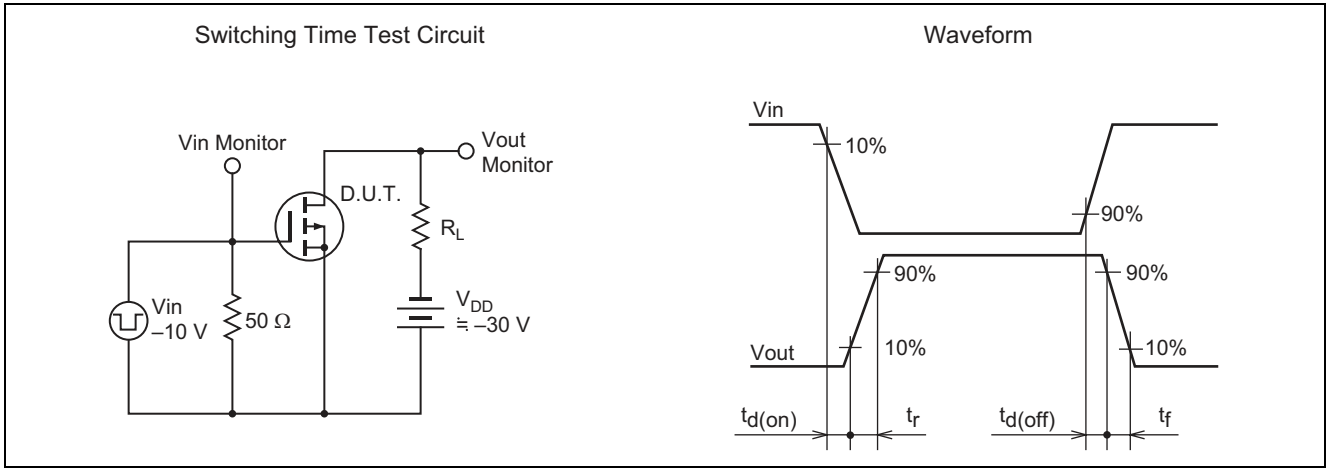 Switching Time Test Circuit
Vin Monitor
D.U.T.
Vout
Monitor
RL
Vin
–10 V
50 Ω
VDD
≒ –30 V
Waveform
Vin
10%
90%
90%
90%
Vout
10%
10%
td(on)
tr
td(off)
tf